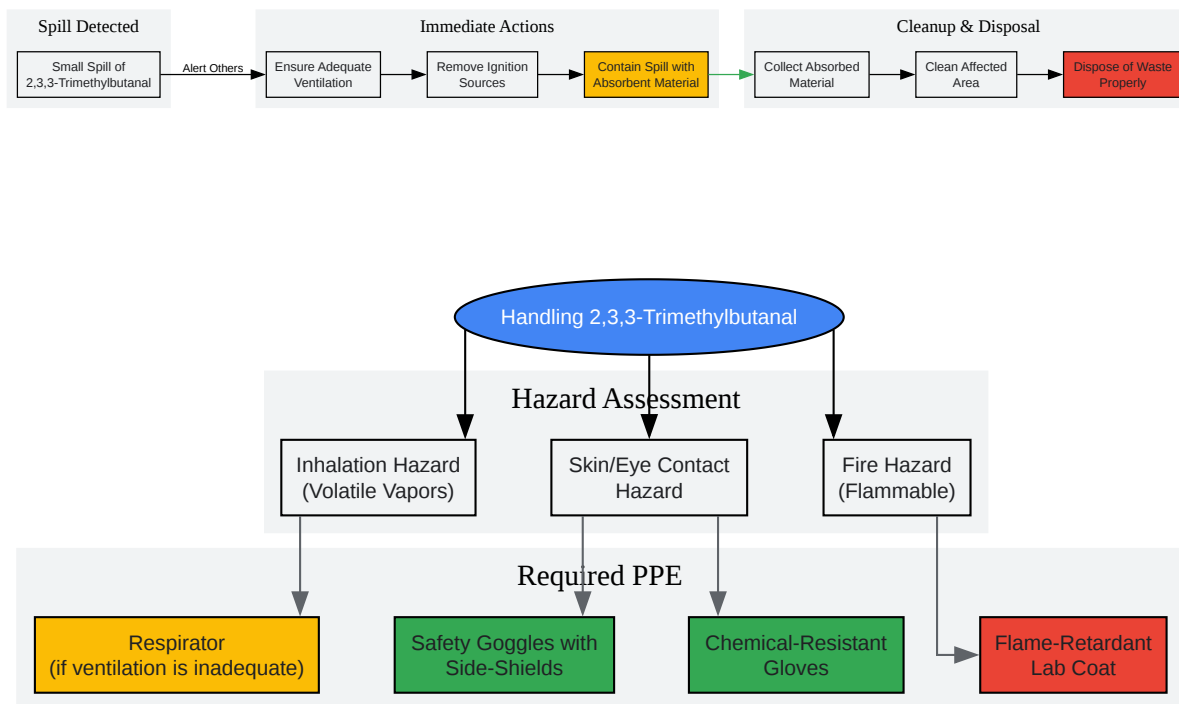 Spill Detected
Immediate Actions
Cleanup & Disposal
Small Spill of
2,3,3-Trimethylbutanal
Alert Others
Ensure Adequate
Ventilation
Remove Ignition
Sources
Contain Spill with
Absorbent Material
Collect Absorbed
Material
Clean Affected
Area
Dispose of Waste
Properly
Handling 2,3,3-Trimethylbutanal
Hazard Assessment
Inhalation Hazard
(Volatile Vapors)
Skin/Eye Contact
Hazard
Fire Hazard
(Flammable)
Required PPE
Respirator
(if ventilation is inadequate)
Safety Goggles with
Side-Shields
Chemical-Resistant
Gloves
Flame-Retardant
Lab Coat